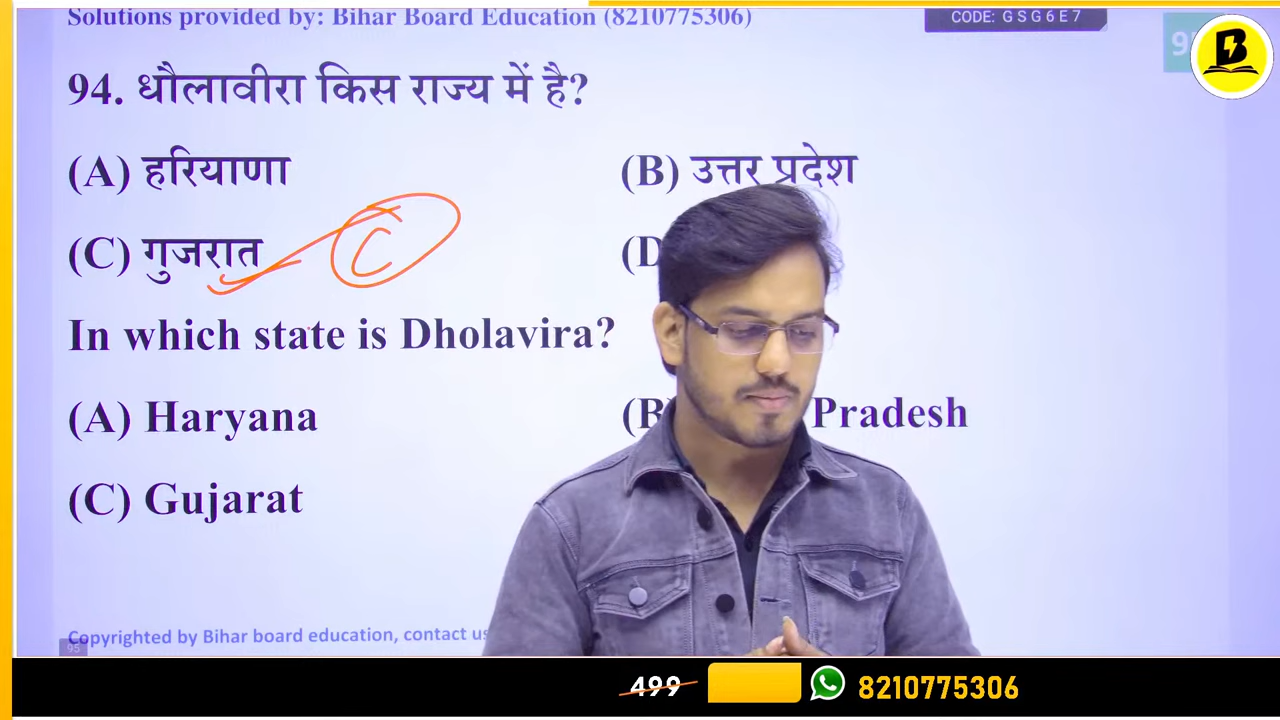 Solutions provided by: Bihar Board Education (8210775306)
CODE: G S G 6 E 7
94. धौलावीरा किस राज्य में है?
(A) हरियाणा (B) उत्तर प्रदेश
(C) गुजरात C (D
In which state is Dholavira?
(A) Haryana (B) Pradesh
(C) Gujarat
Copyrighted by Bihar board education, contact us
95
499 8210775306
B